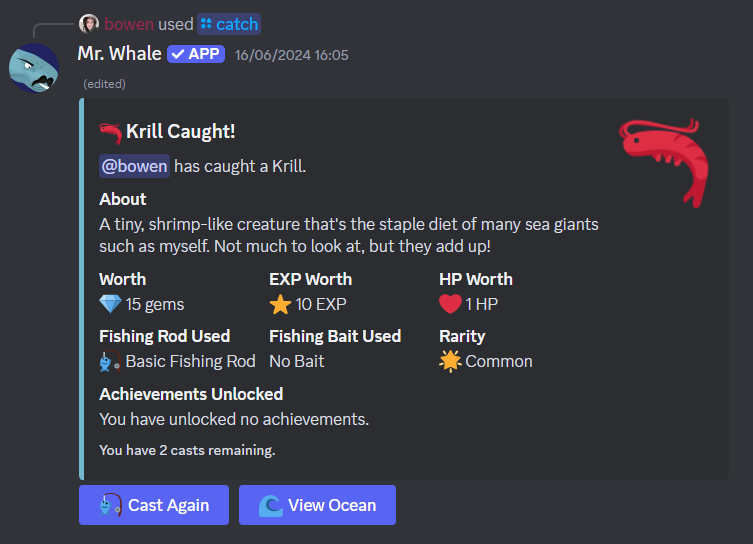 bowen used catch
Mr. Whale APP 16/06/2024 16:05
(edited)
Krill Caught!
@bowen has caught a Krill.
About
A tiny, shrimp-like creature that's the staple diet of many sea giants
such as myself. Not much to look at, but they add up!
Worth EXP Worth HP Worth
15 gems 10 EXP 1 HP
Fishing Rod Used Fishing Bait Used Rarity
Basic Fishing Rod No Bait Common
Achievements Unlocked
You have unlocked no achievements.
You have 2 casts remaining.
Cast Again View Ocean